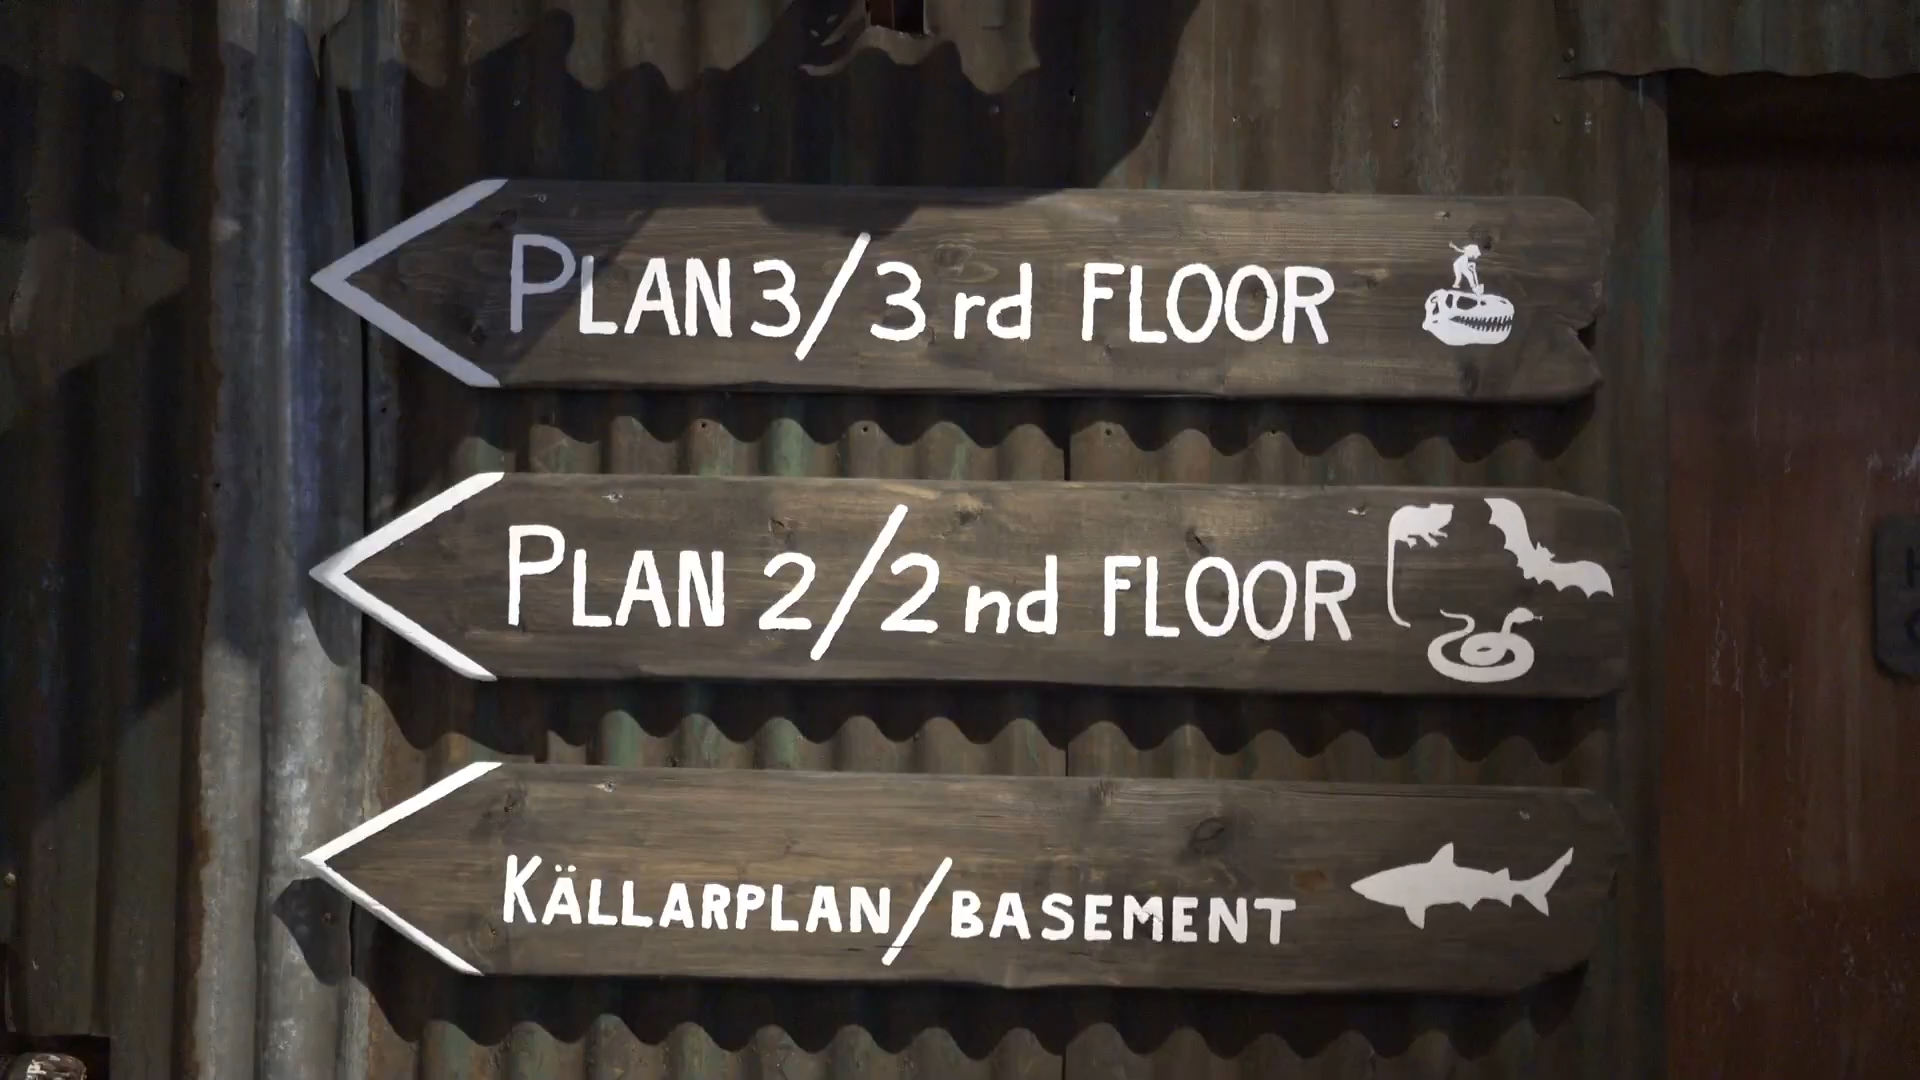 PLAN 3/3rd FLOOR
PLAN 2/2nd FLOOR
KÄLLARPLAN/BASEMENT